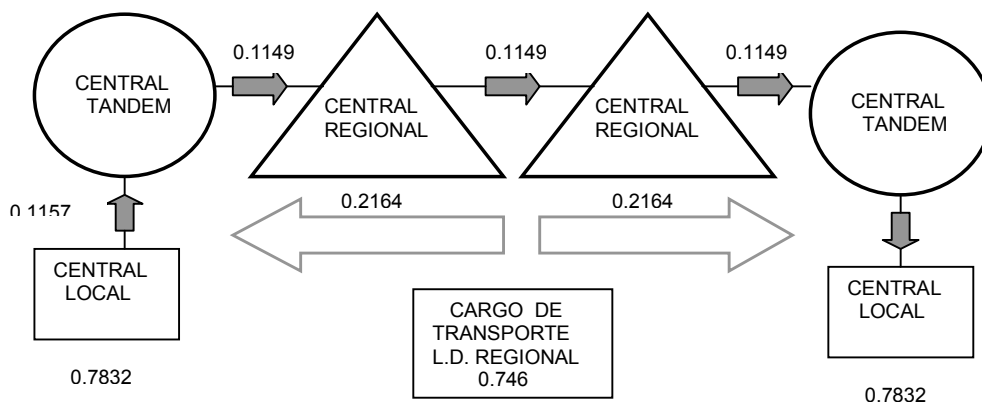 0.1149
0.1149
0.1149
CENTRAL
TANDEM
CENTRAL
REGIONAL
CENTRAL
REGIONAL
CENTRAL
TANDEM
0.2164
0.2164
0.1157
CENTRAL
LOCAL
CENTRAL
LOCAL
CARGO DE
TRANSPORTE
L.D. REGIONAL
0.746
0.7832
0.7832